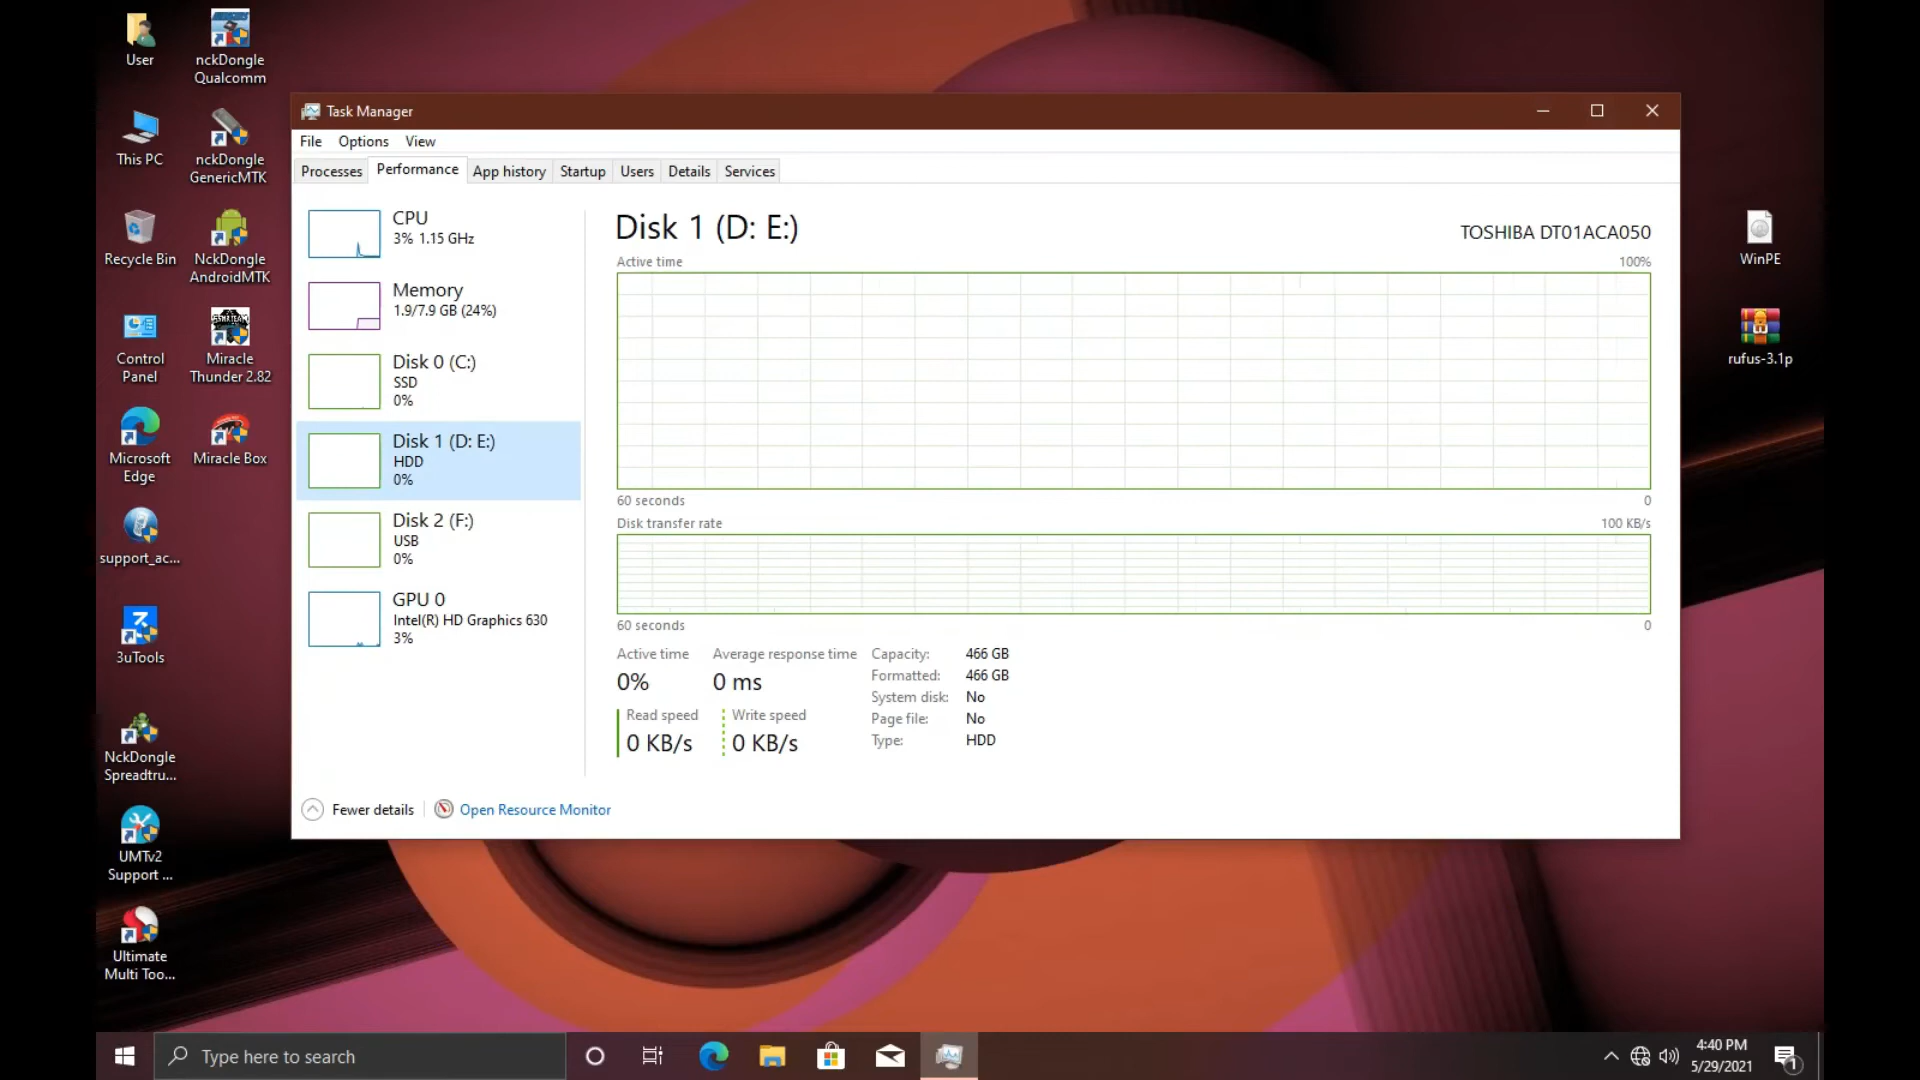 User
nckDongle
Qualcomm
This PC
nckDongle
GenericMTK
Recycle Bin
NckDongle
AndroidMTK
Control
Panel
Miracle
Thunder 2.82
Microsoft
Edge
Miracle Box
support_ac...
3uTools
NckDongle
Spreadtru...
UMTv2
Support ...
Ultimate
Multi Too...
Task Manager
File Options View
Processes Performance App history Startup Users Details Services
CPU
3% 1.15 GHz
Memory
1.9/7.9 GB (24%)
Disk 0 (C:)
SSD
0%
Disk 1 (D: E:)
HDD
0%
Disk 2 (F:)
USB
0%
GPU 0
Intel(R) HD Graphics 630
3%
Disk 1 (D: E:)
TOSHIBA DT01ACA050
Active time 100%
60 seconds 0
Disk transfer rate 100 KB/s
60 seconds 0
Active time
0%
Average response time
0 ms
Read speed
0 KB/s
Write speed
0 KB/s
Capacity: 466 GB
Formatted: 466 GB
System disk: No
Page file: No
Type: HDD
Fewer details Open Resource Monitor
WinPE
rufus-3.1p
Type here to search
4:40 PM
5/29/2021
1